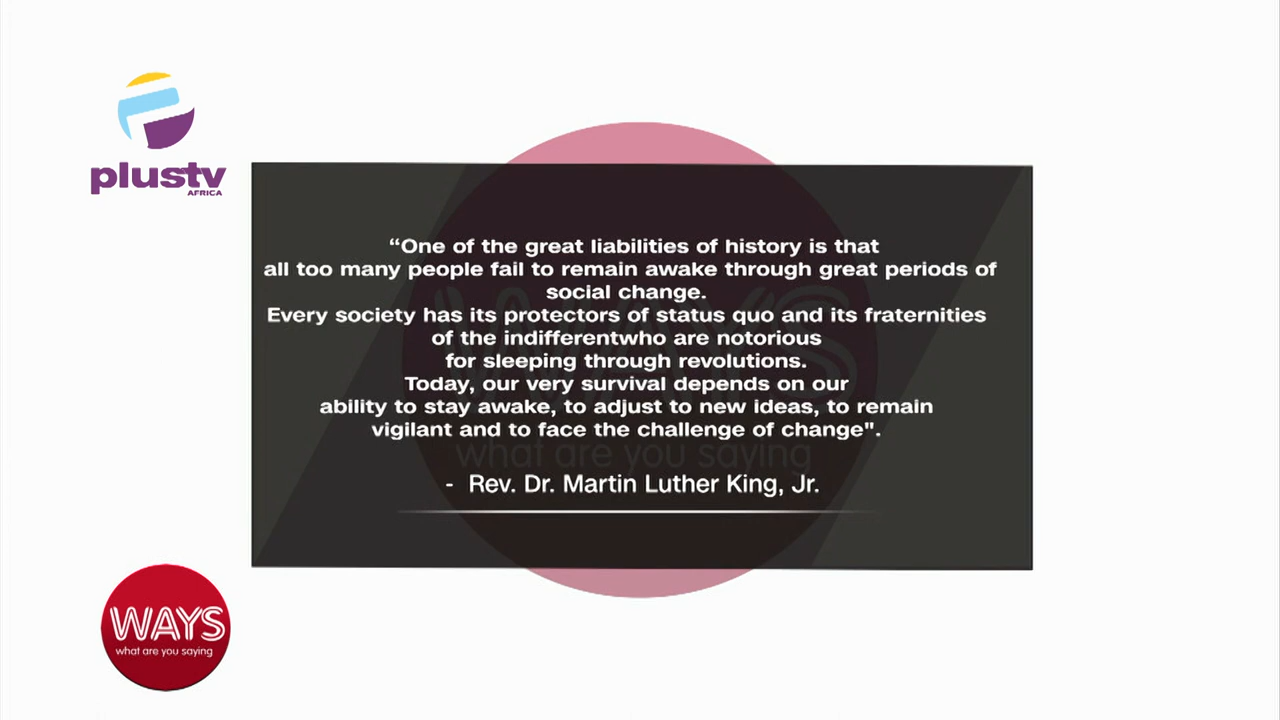 plustv
AFRICA
“One of the great liabilities of history is that
all too many people fail to remain awake through great periods of
social change.
Every society has its protectors of status quo and its fraternities
of the indifferentwho are notorious
for sleeping through revolutions.
Today, our very survival depends on our
ability to stay awake, to adjust to new ideas, to remain
vigilant and to face the challenge of change".
WAYS
what are you saying
- Rev. Dr. Martin Luther King, Jr.
WAYS
what are you saying